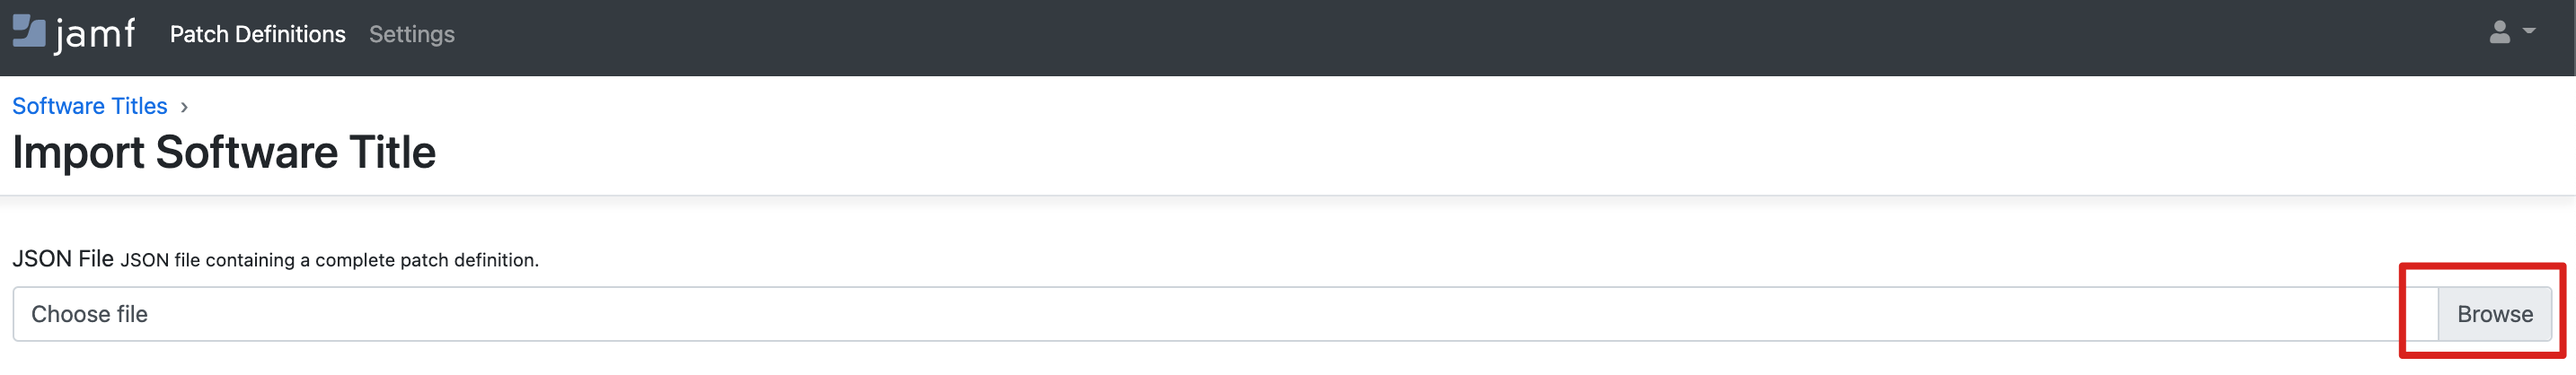 jamf Patch Definitions Settings
Software Titles ›
Import Software Title
JSON File JSON file containing a complete patch definition.
Choose file Browse